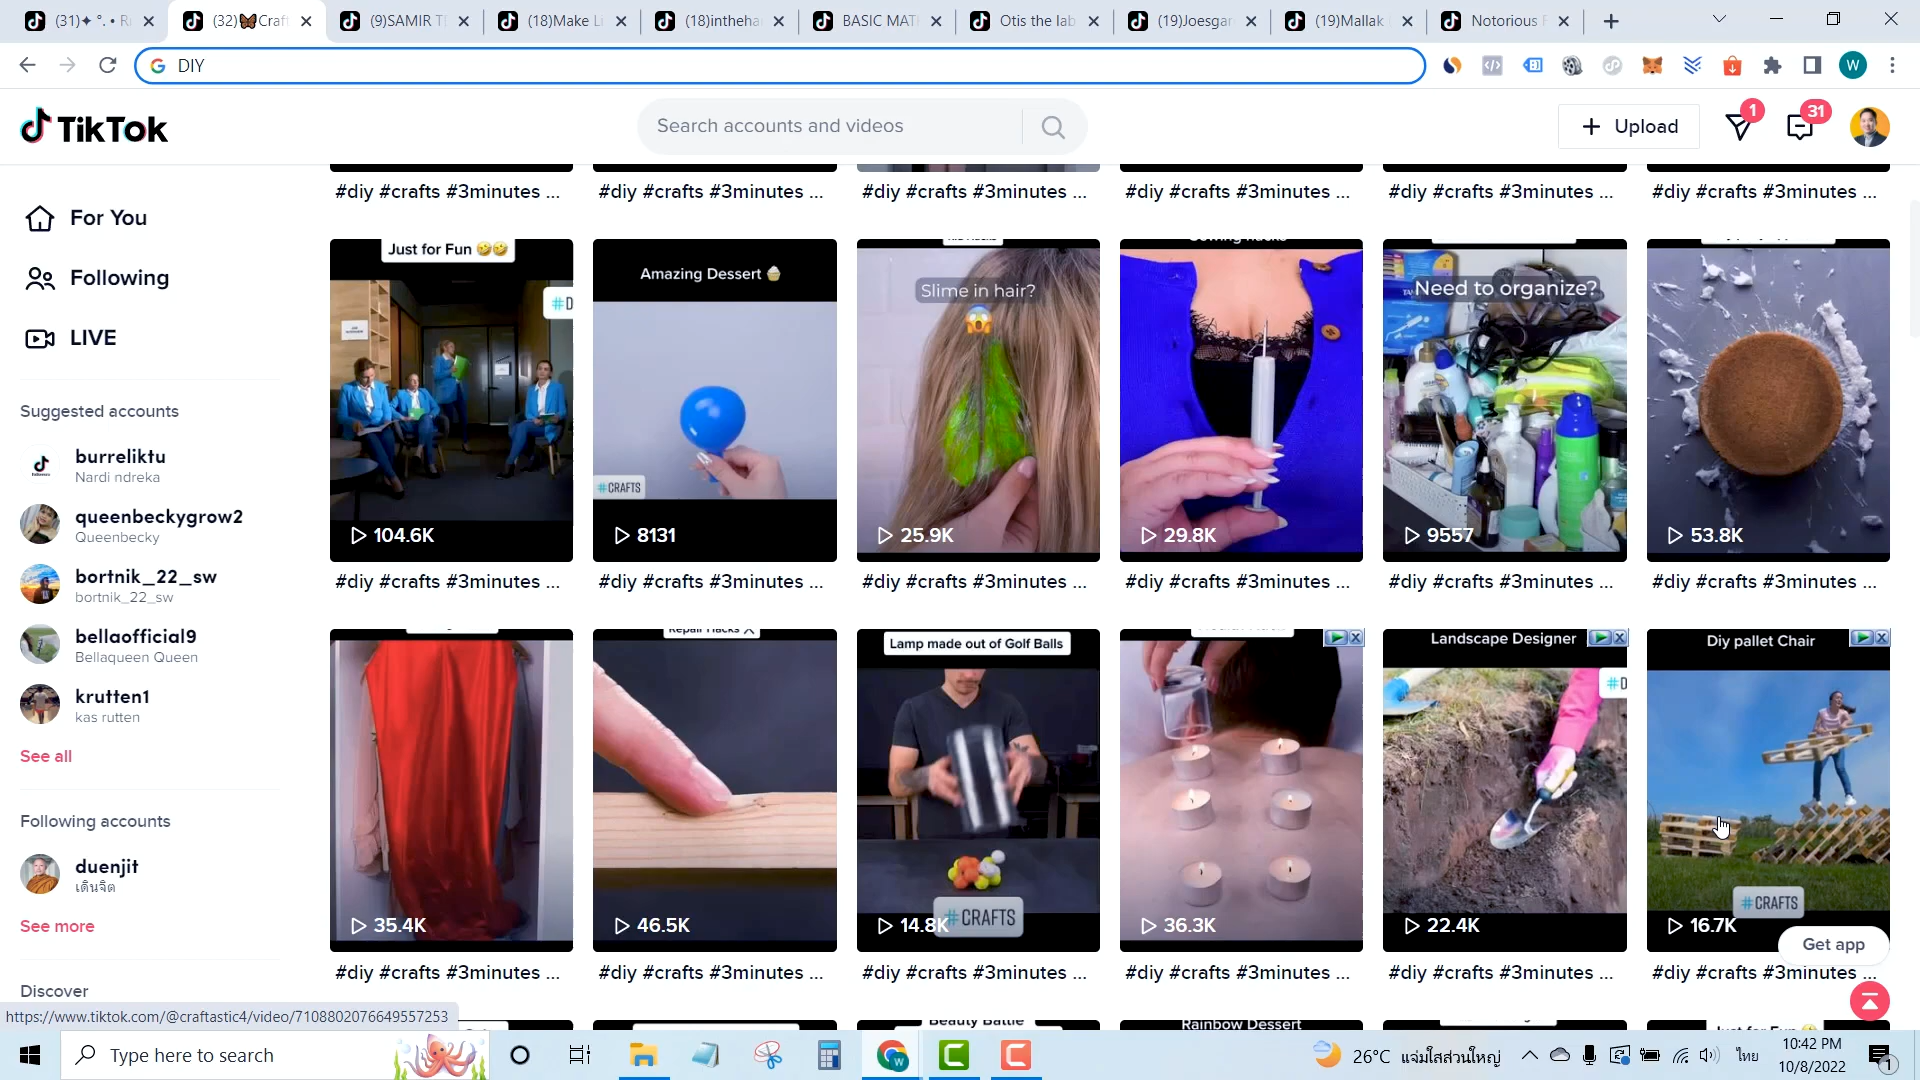 (31)✦ °. •
(32)🦋Craf
(9)SAMIR T
(18)Make Li
(18)intheha
BASIC MAT
Otis the lab
(19)Joesgar
(19)Mallak
Notorious
DIY
W
TikTok
Search accounts and videos
Upload
1
31
For You
Following
LIVE
Suggested accounts
burreliktu
Nardi ndreka
queenbeckygrow2
Queenbecky
bortnik_22_sw
bortnik_22_sw
bellaofficial9
Bellaqueen Queen
krutten1
kas rutten
See all
Following accounts
duenjit
เดินจิต
See more
Discover
#diy #crafts #3minutes ...
#diy #crafts #3minutes ...
#diy #crafts #3minutes ...
#diy #crafts #3minutes ...
#diy #crafts #3minutes ...
#diy #crafts #3minutes ...
Just for Fun 🤣🤣
#D
104.6K
Amazing Dessert 🧁
#CRAFTS
8131
Slime in hair?
25.9K
Sewing hacks
29.8K
Need to organize?
9557
53.8K
#diy #crafts #3minutes ...
#diy #crafts #3minutes ...
#diy #crafts #3minutes ...
#diy #crafts #3minutes ...
#diy #crafts #3minutes ...
#diy #crafts #3minutes ...
35.4K
Repair Hacks
46.5K
Lamp made out of Golf Balls
#CRAFTS
14.8K
36.3K
Landscape Designer
#D
22.4K
Diy pallet Chair
#CRAFTS
16.7K
Get app
#diy #crafts #3minutes ...
#diy #crafts #3minutes ...
#diy #crafts #3minutes ...
#diy #crafts #3minutes ...
#diy #crafts #3minutes ...
#diy #crafts #3minutes ...
Beauty Battle
Rainbow Dessert
Just for Fun
https://www.tiktok.com/@craftastic4/video/7108802076649557253
Type here to search
26°C แจ่มใสส่วนใหญ่
ไทย
10:42 PM
10/8/2022
1